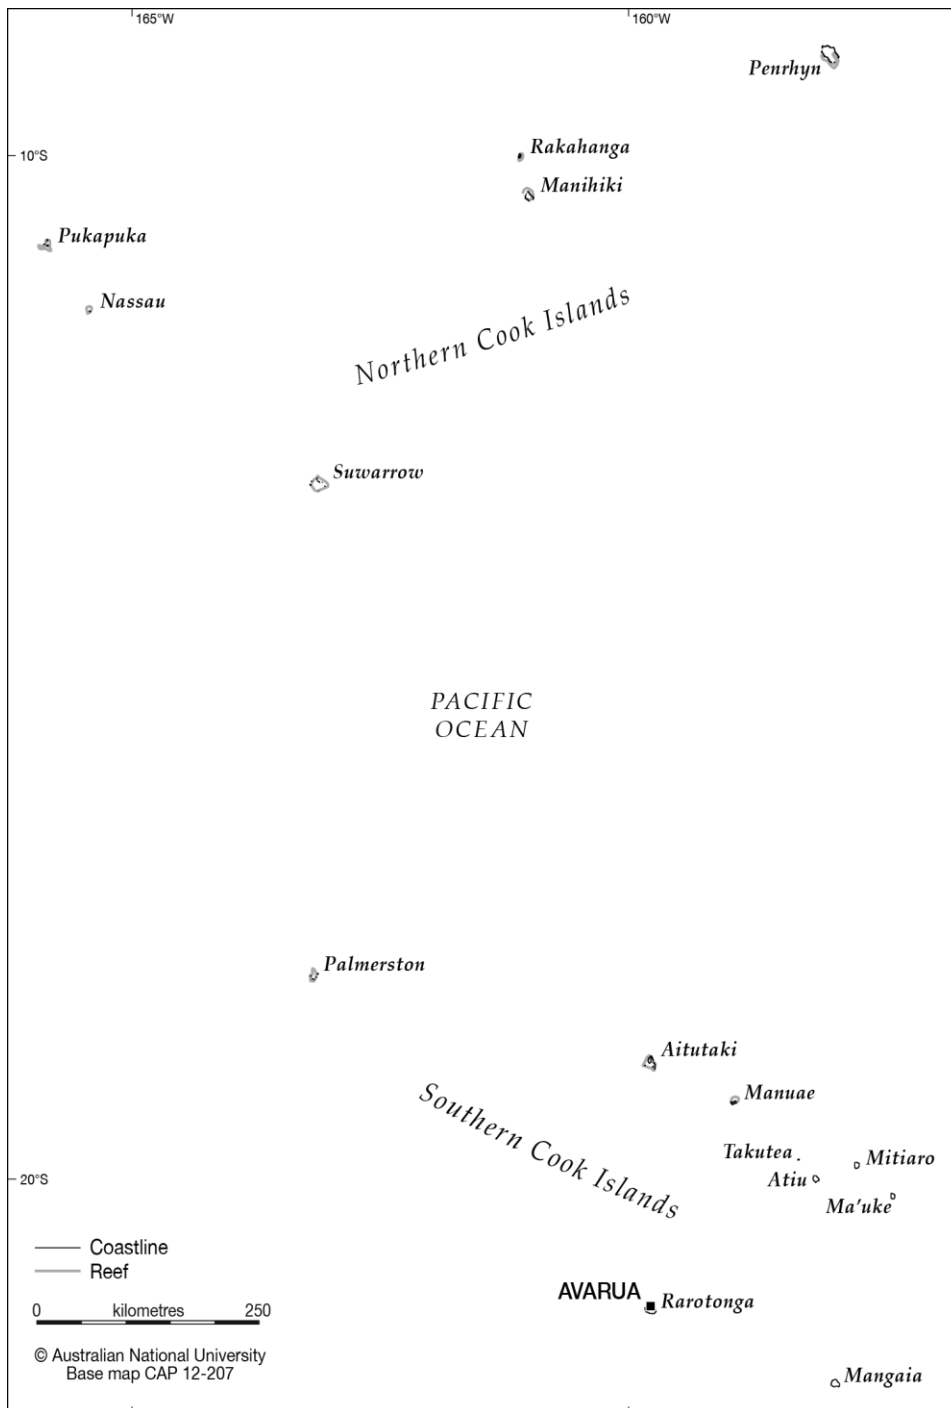 165°W
160°W
Penrhyn
10°S
Rakahanga
Manihiki
Pukapuka
Nassau
Northern Cook Islands
Suwarrow
PACIFIC
OCEAN
Palmerston
Aitutaki
Manuae
Southern Cook Islands
Takutea
Mitiaro
Atiu
20°S
Ma'uke
Coastline
Reef
AVARUA
Rarotonga
0 kilometres 250
© Australian National University
Base map CAP 12-207
Mangaia